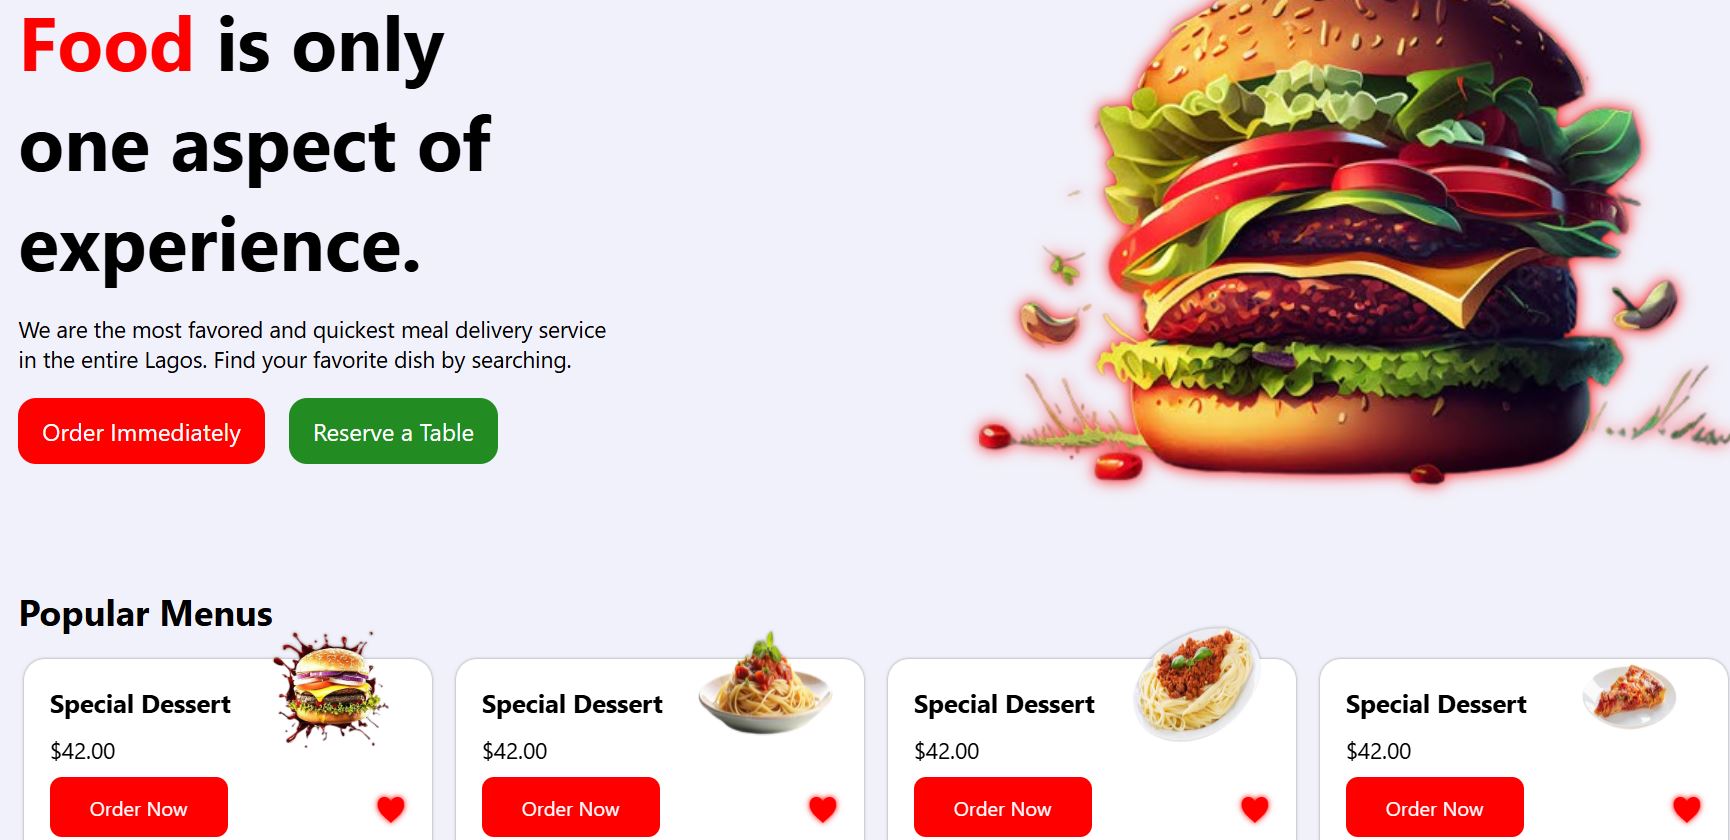 Food is only
one aspect of
experience.
We are the most favored and quickest meal delivery service
in the entire Lagos. Find your favorite dish by searching.
Order Immediately
Reserve a Table
Popular Menus
Special Dessert
$42.00
Order Now
Special Dessert
$42.00
Order Now
Special Dessert
$42.00
Order Now
Special Dessert
$42.00
Order Now